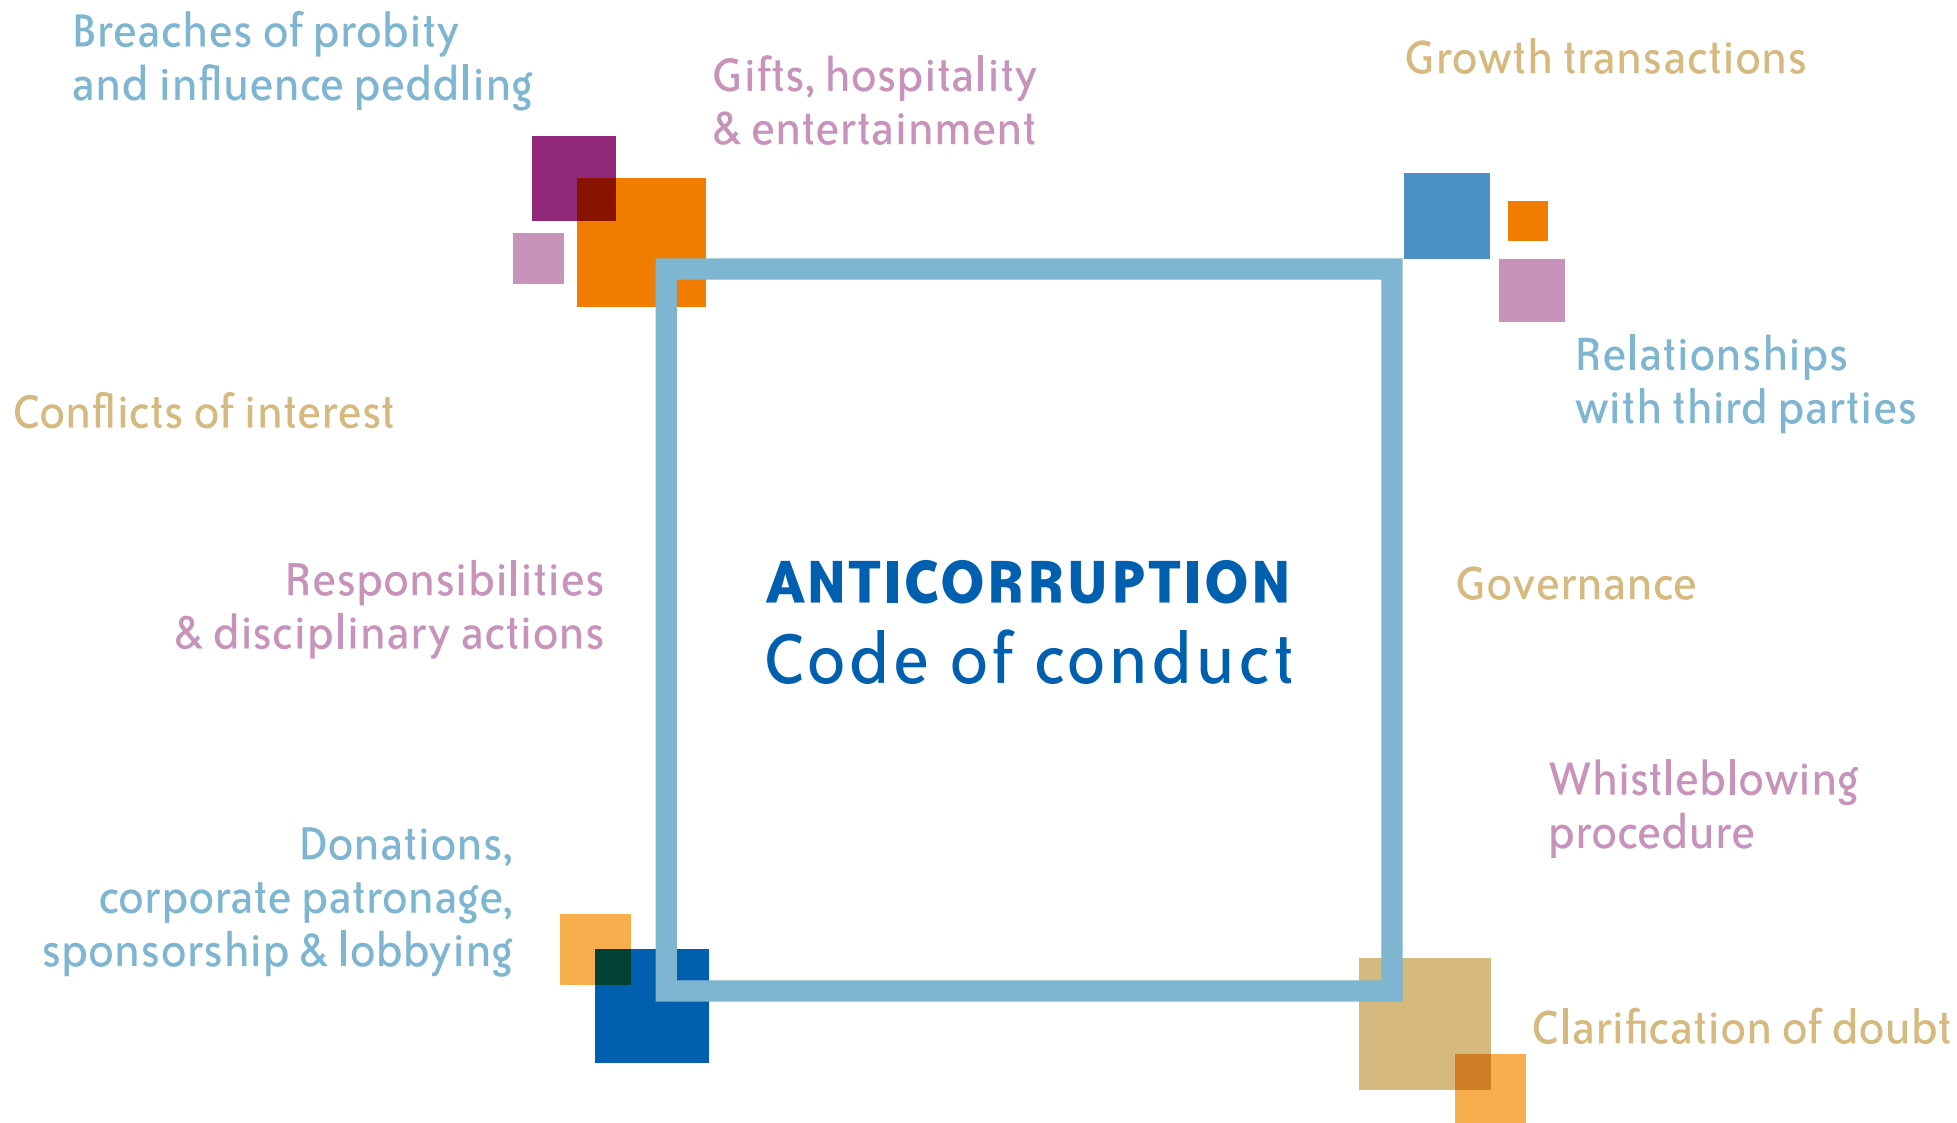 Breaches of probity
and influence peddling
Gifts, hospitality
& entertainment
Growth transactions
Relationships
with third parties
Conflicts of interest
Responsibilities
& disciplinary actions
ANTICORRUPTION
Code of conduct
Governance
Whistleblowing
procedure
Donations,
corporate patronage,
sponsorship & lobbying
Clarification of doubt